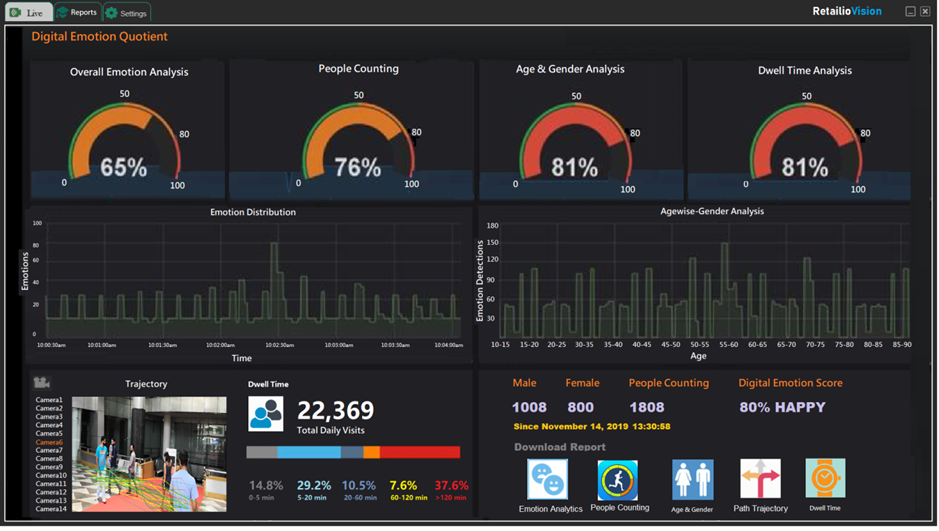 Live Reports Settings RetailioVision
Digital Emotion Quotient
Overall Emotion Analysis People Counting Age & Gender Analysis Dwell Time Analysis
50 50 50 50
80 80 80 80
65% 76% 81% 81%
0 100 0 100 0 100 0 100
Emotion Distribution Agewise-Gender Analysis
Emotions
100
80
60
40
20
0
10:00:30am 10:01:00am 10:01:30am 10:02:00am 10:02:30am 10:03:00am 10:03:30am 10:04:00am
Time
Emotion Detections
180
150
120
90
60
30
10-15 15-20 20-25 30-35 35-40 40-45 45-50 50-55 55-60 60-65 65-70 70-75 75-80 80-85 85-90
Age
Trajectory
Camera1
Camera2
Camera3
Camera4
Camera5
Camera6
Camera7
Camera8
Camera9
Camera10
Camera11
Camera12
Camera13
Camera14
Dwell Time
22,369
Total Daily Visits
14.8% 29.2% 10.5% 7.6% 37.6%
0-5 min 5-20 min 20-60 min 60-120 min >120 min
Male Female People Counting Digital Emotion Score
1008 800 1808 80% HAPPY
Since November 14, 2019 13:30:58
Download Report
Emotion Analytics People Counting Age & Gender Path Trajectory Dwell Time